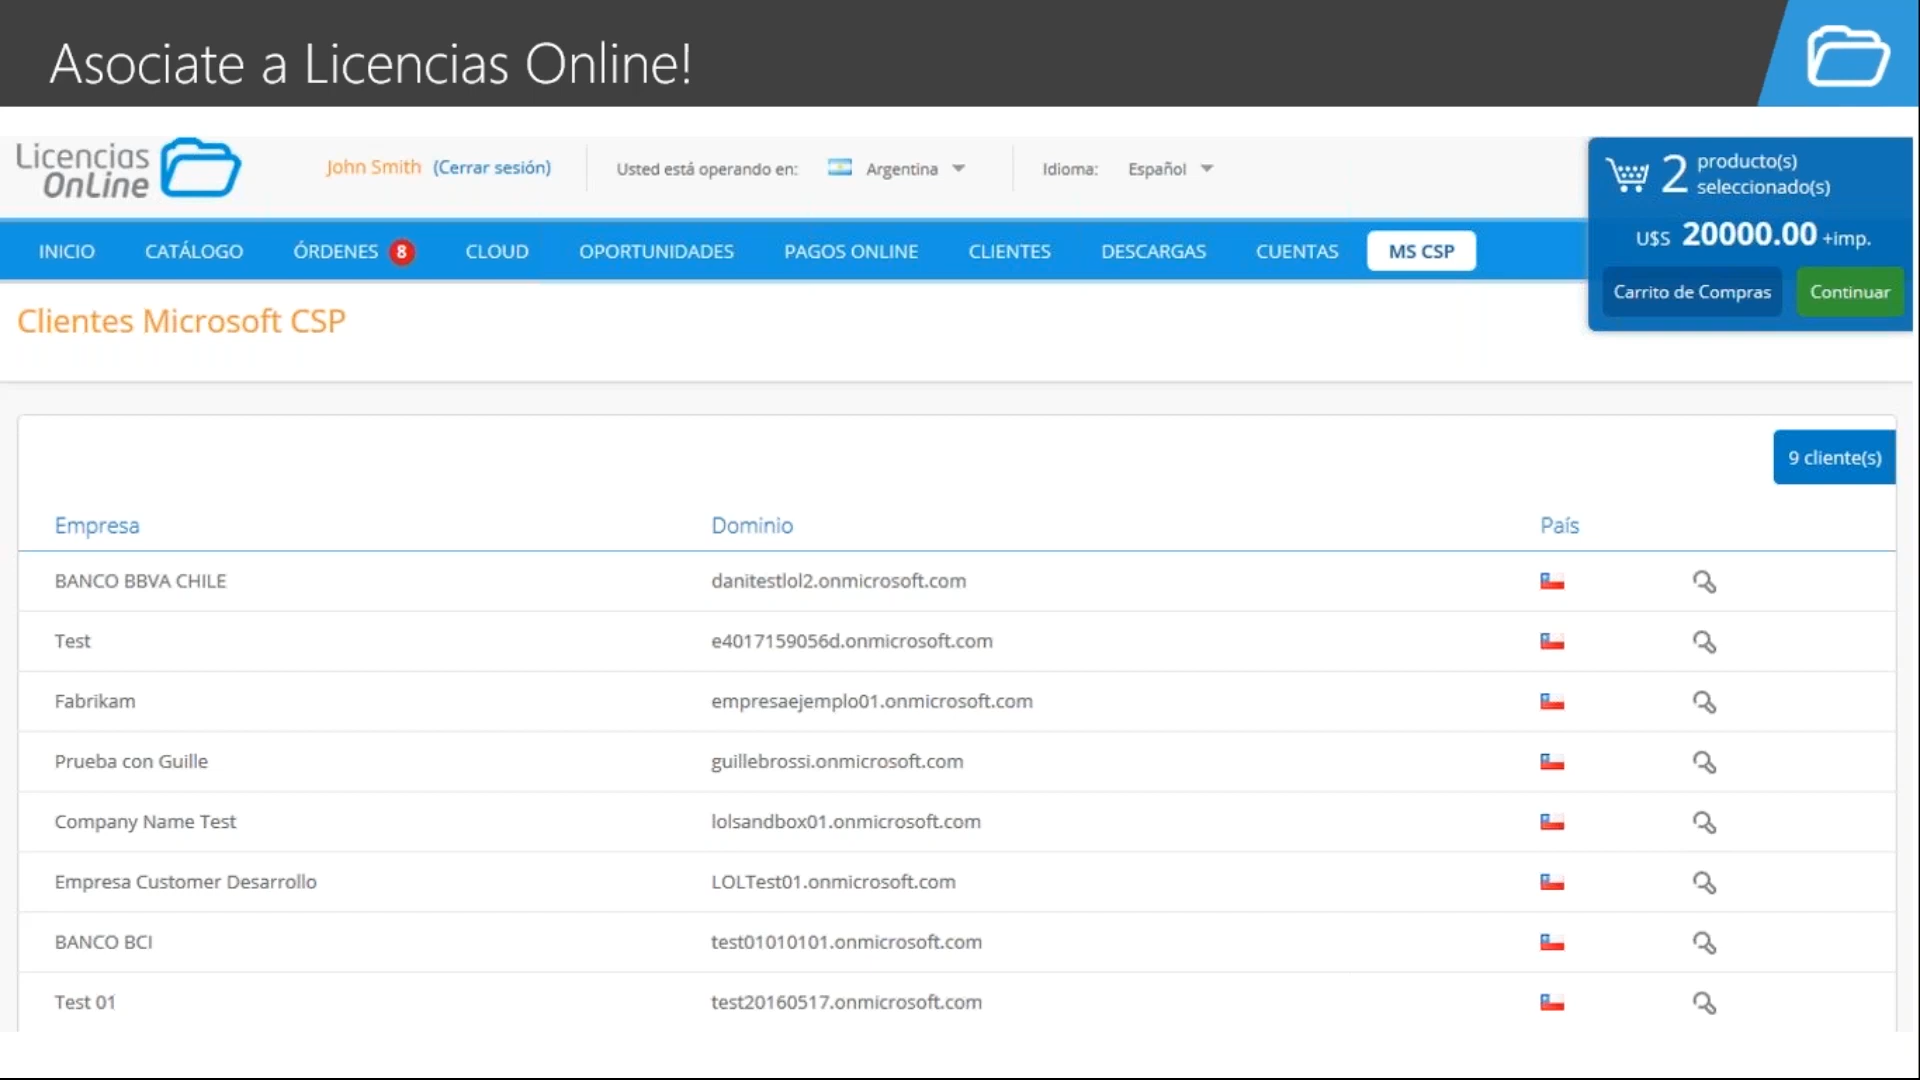 Asociate a Licencias Online!
Licencias
OnLine
John Smith (Cerrar sesión)
Usted está operando en: Argentina
Idioma: Español
2 producto(s)
seleccionado(s)
U$S 20000.00 +imp.
Carrito de Compras Continuar
INICIO CATÁLOGO ÓRDENES 8 CLOUD OPORTUNIDADES PAGOS ONLINE CLIENTES DESCARGAS CUENTAS MS CSP
Clientes Microsoft CSP
9 cliente(s)
Empresa Dominio País
BANCO BBVA CHILE danitestlol2.onmicrosoft.com
Test e4017159056d.onmicrosoft.com
Fabrikam empresaejemplo01.onmicrosoft.com
Prueba con Guille guillebrossi.onmicrosoft.com
Company Name Test lolsandbox01.onmicrosoft.com
Empresa Customer Desarrollo LOLTest01.onmicrosoft.com
BANCO BCI test01010101.onmicrosoft.com
Test 01 test20160517.onmicrosoft.com